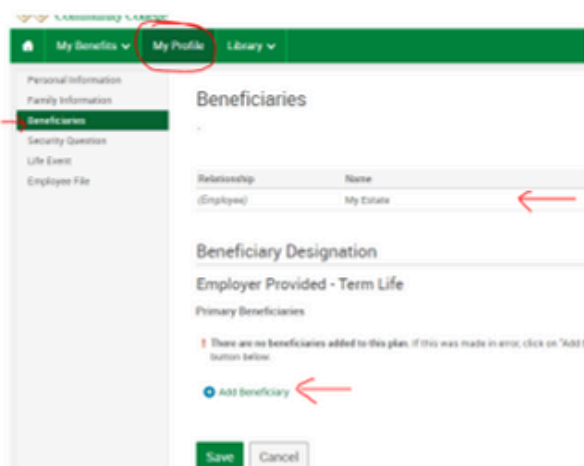 Community College
My Benefits
My Profile
Library
Personal Information
Family Information
Beneficiaries
Security Question
Life Event
Employee File
Beneficiaries
Relationship Name
(Employee) My Estate
Beneficiary Designation
Employer Provided - Term Life
Primary Beneficiaries
! There are no beneficiaries added to this plan. If this was made in error, click on "Add
button below.
Add Beneficiary
Save Cancel